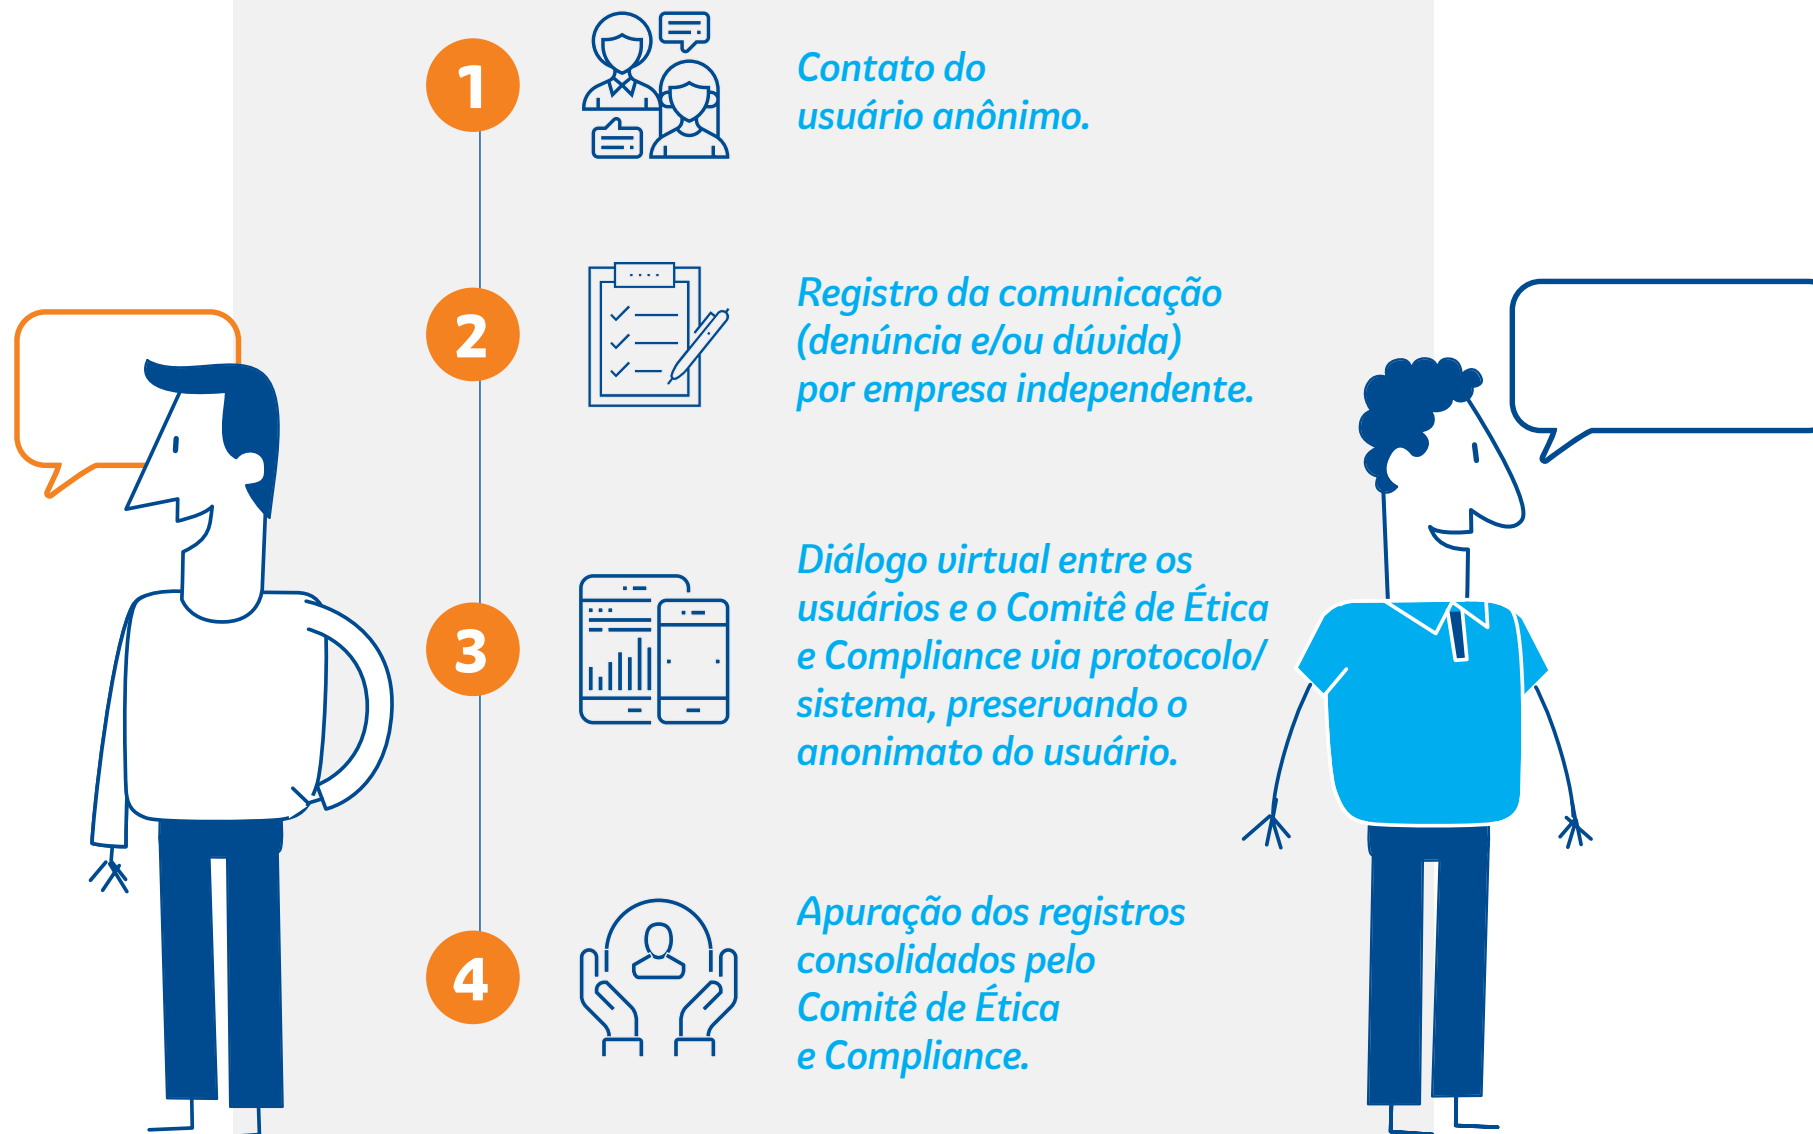 1
Contato do
usuário anônimo.
2
Registro da comunicação
(denúncia e/ou dúvida)
por empresa independente.
3
Diálogo virtual entre os
usuários e o Comitê de Ética
e Compliance via protocolo/
sistema, preservando o
anonimato do usuário.
4
Apuração dos registros
consolidados pelo
Comitê de Ética
e Compliance.